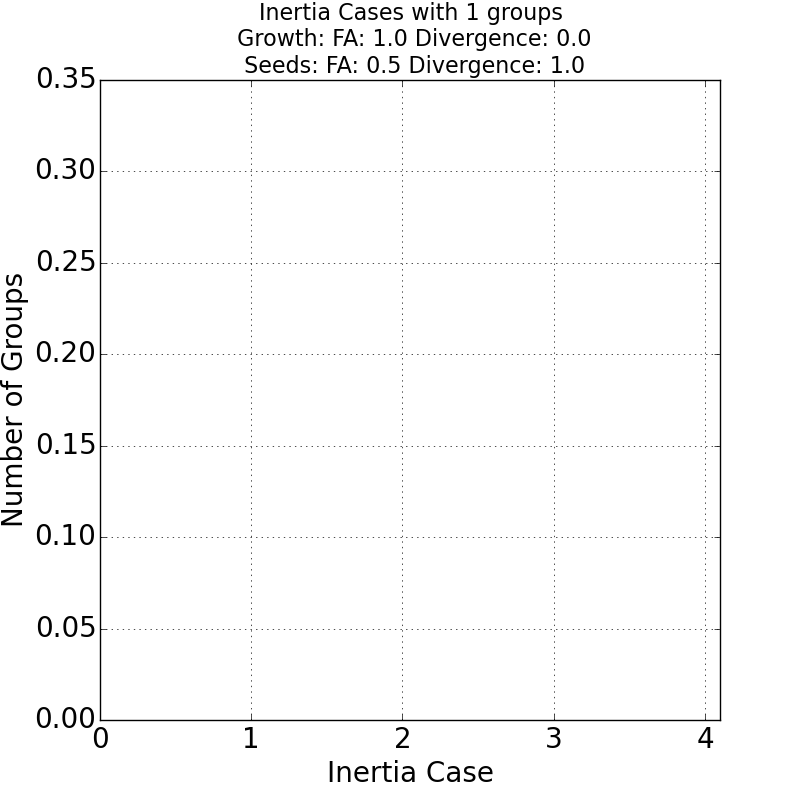 Inertia Cases with 1 groups
Growth: FA: 1.0 Divergence: 0.0
Seeds: FA: 0.5 Divergence: 1.0
0.35
0.30
0.25
0.20
0.15
0.10
0.05
0.00
Number of Groups
0 1 2 3 4
Inertia Case